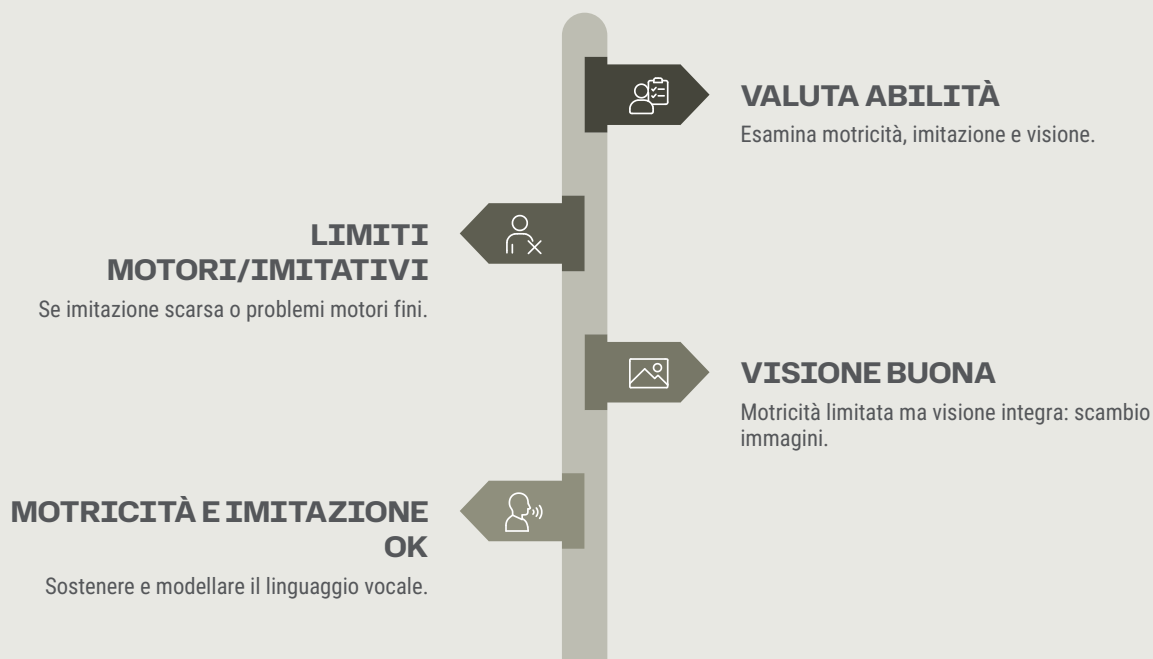 VALUTA ABILITÀ
Esamina motricità, imitazione e visione.
LIMITI
MOTORI/IMITATIVI
Se imitazione scarsa o problemi motori fini.
VISIONE BUONA
Motricità limitata ma visione integra: scambio
immagini.
MOTRICITÀ E IMITAZIONE
OK
Sostenere e modellare il linguaggio vocale.